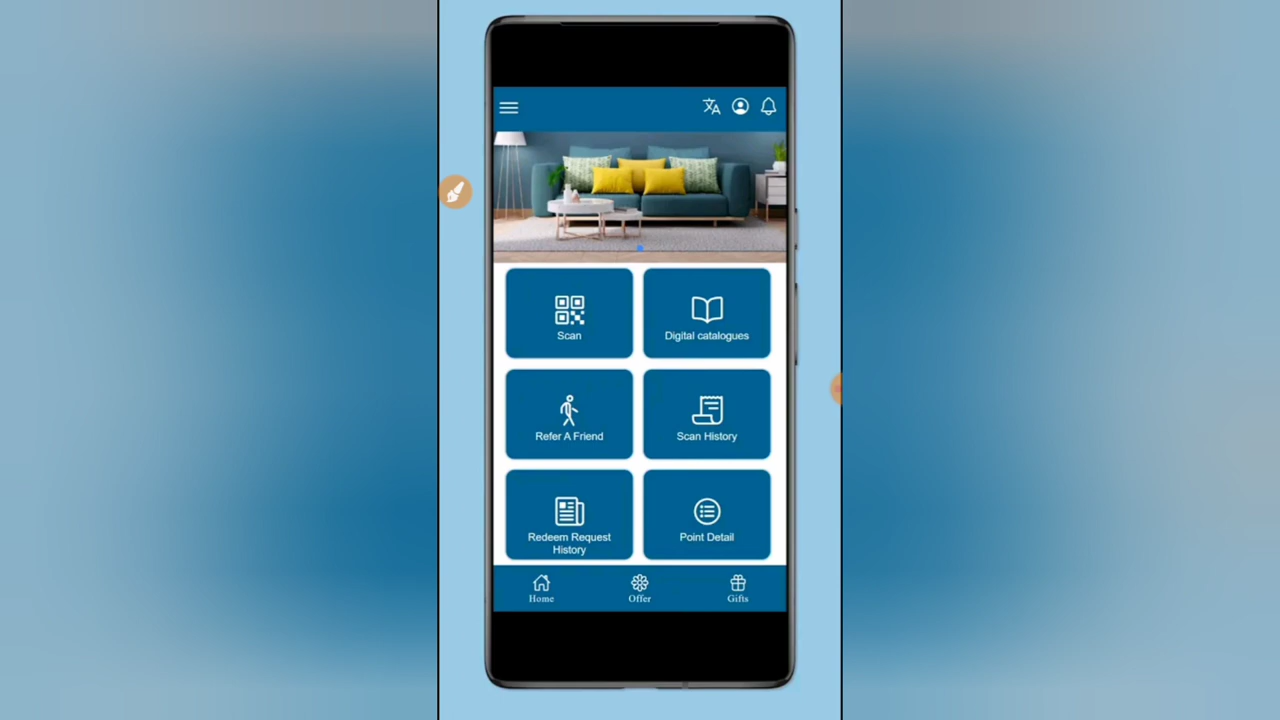 Scan
Digital catalogues
Refer A Friend
Scan History
Redeem Request
History
Point Detail
Home
Offer
Gifts